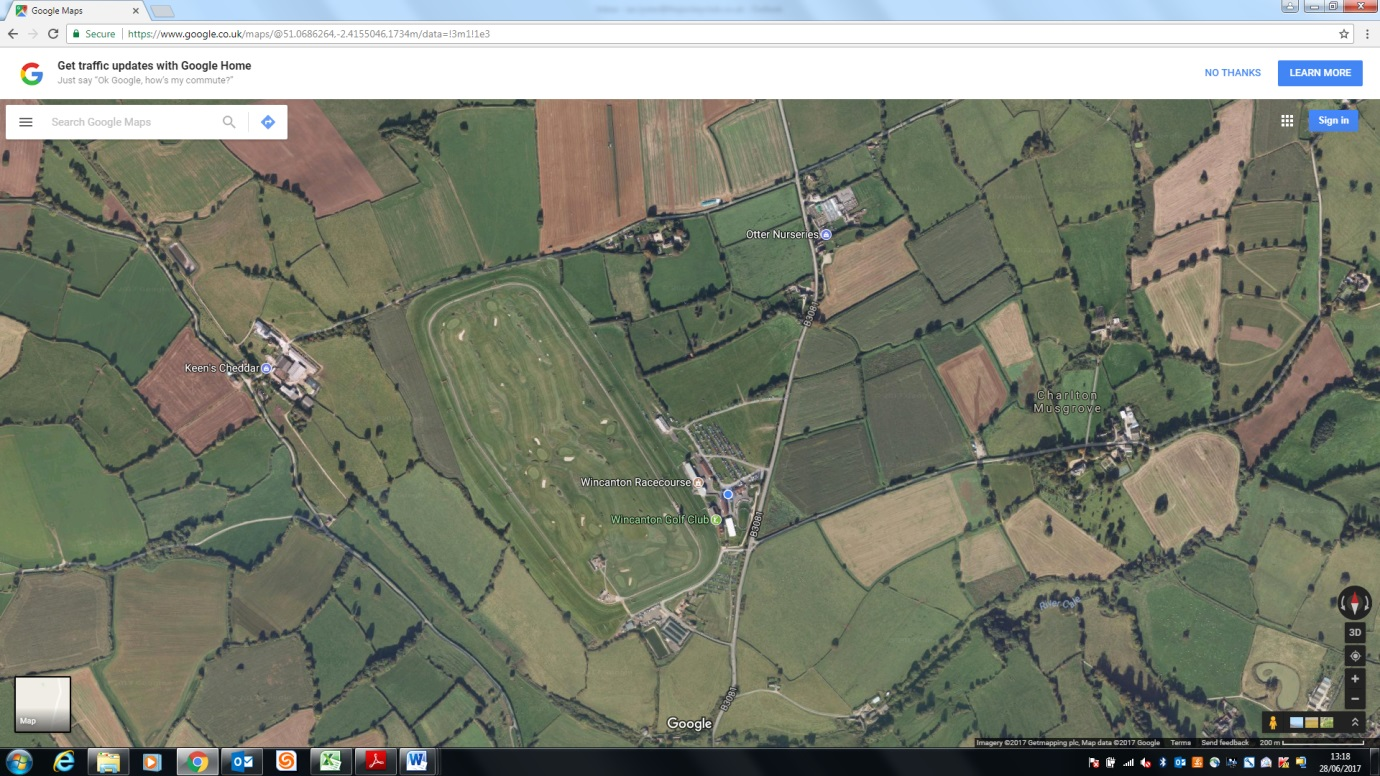 Google Maps
Secure
https://www.google.co.uk/maps/@51.0686264,-2.4155046,1734m/data=!3m1!1e3
Get traffic updates with Google Home
Just say "Ok Google, how's my commute?"
NO THANKS
LEARN MORE
Search Google Maps
Sign in
Otter Nurseries
B3081
Keen's Cheddar
Charlton
Musgrove
Wincanton Racecourse
Wincanton Golf Club
B3081
B3081
3D
Map
Google
Imagery ©2017 Getmapping plc, Map data ©2017 Google
Terms
Send feedback
200 m
13:18
28/06/2017